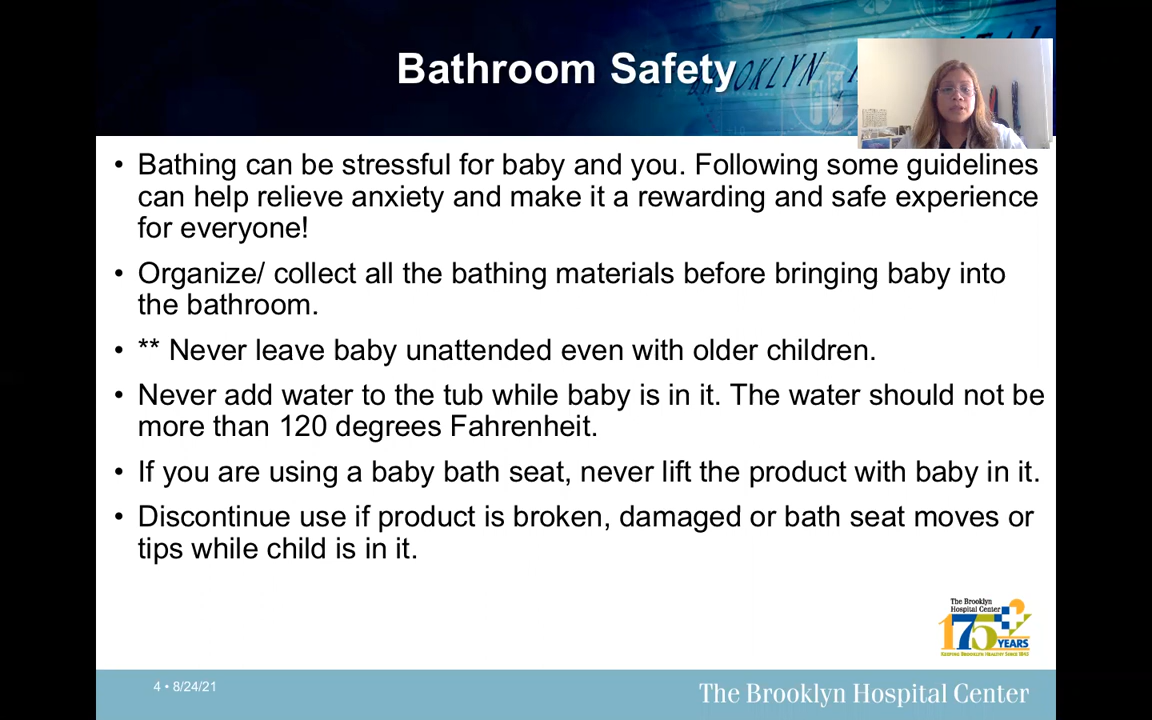 Bathroom Safety
• Bathing can be stressful for baby and you. Following some guidelines
can help relieve anxiety and make it a rewarding and safe experience
for everyone!
• Organize/ collect all the bathing materials before bringing baby into
the bathroom.
• ** Never leave baby unattended even with older children.
• Never add water to the tub while baby is in it. The water should not be
more than 120 degrees Fahrenheit.
• If you are using a baby bath seat, never lift the product with baby in it.
• Discontinue use if product is broken, damaged or bath seat moves or
tips while child is in it.
The Brooklyn
Hospital Center
175
YEARS
KEEPING BROOKLYN HEALTHY SINCE 1845
4 • 8/24/21
The Brooklyn Hospital Center